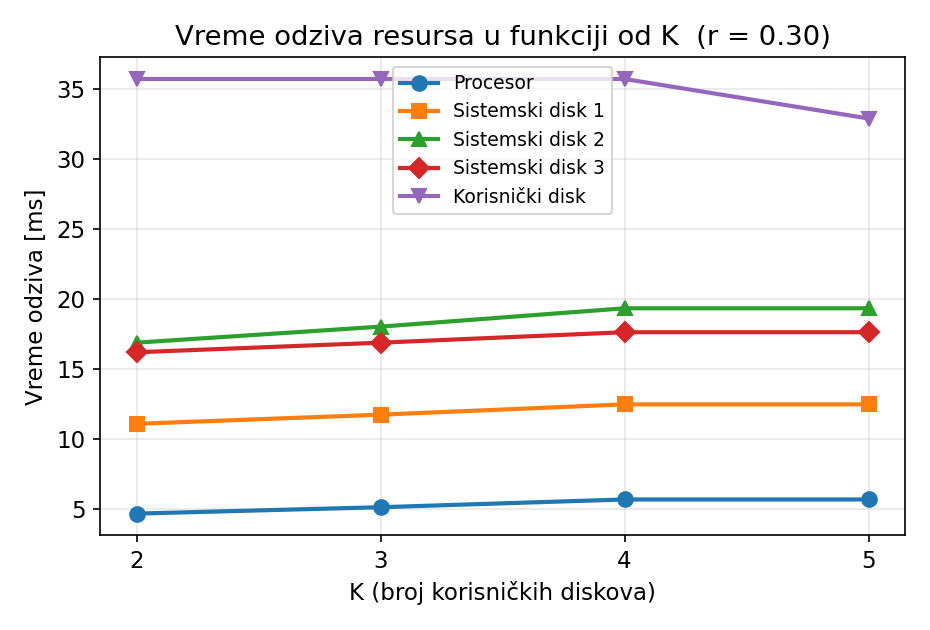 Vreme odziva resursa u funkciji od K  (r = 0.30)
Vreme odziva [ms]
35
30
25
20
15
10
5
Procesor
Sistemski disk 1
Sistemski disk 2
Sistemski disk 3
Korisnički disk
2 3 4 5
K (broj korisničkih diskova)